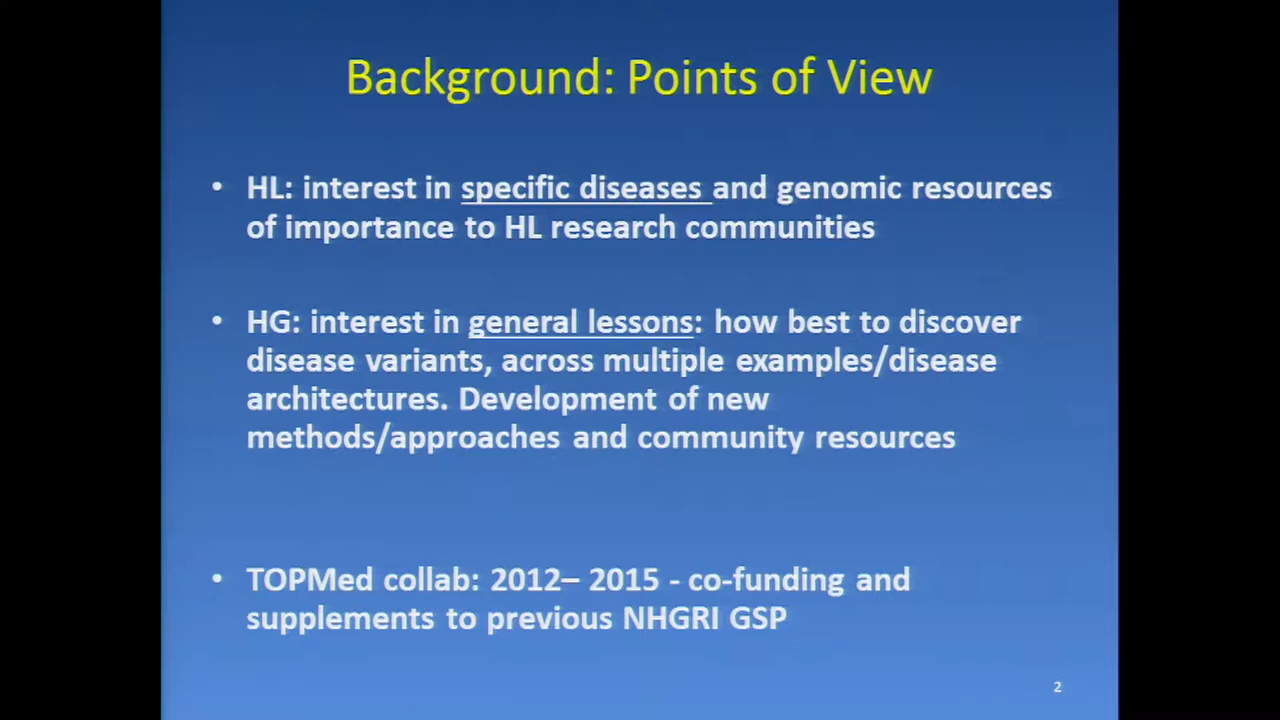 Background: Points of View
• HL: interest in specific diseases and genomic resources
of importance to HL research communities
• HG: interest in general lessons: how best to discover
disease variants, across multiple examples/disease
architectures. Development of new
methods/approaches and community resources
• TOPMed collab: 2012– 2015 - co-funding and
supplements to previous NHGRI GSP
2